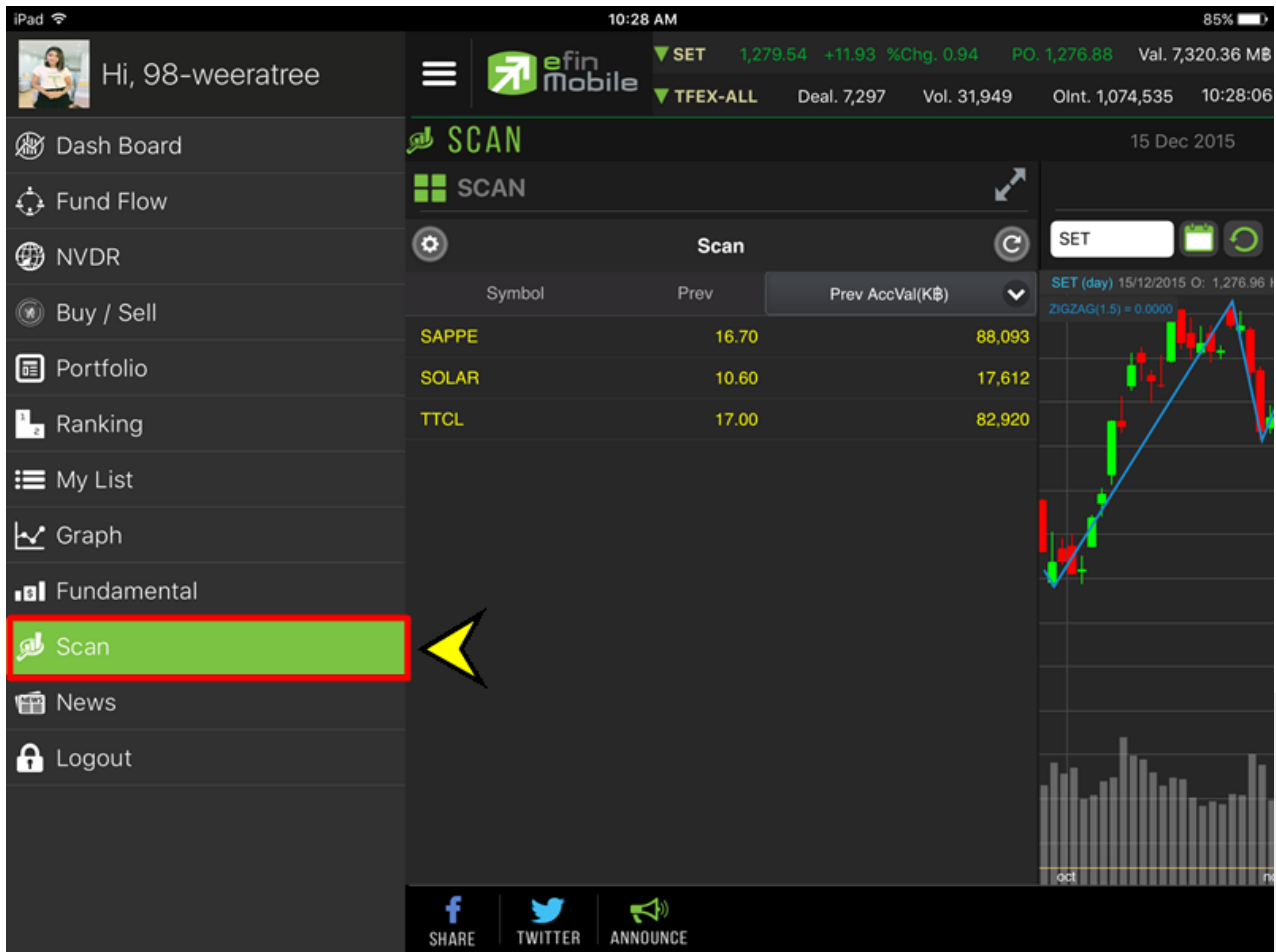 iPad 10:28 AM 85%
Hi, 98-weeratree
efin Mobile
SET 1,279.54 +11.93 %Chg. 0.94 PO. 1,276.88 Val. 7,320.36 M฿
TFEX-ALL Deal. 7,297 Vol. 31,949 OInt. 1,074,535 10:28:06
Dash Board
Fund Flow
NVDR
Buy / Sell
Portfolio
Ranking
My List
Graph
Fundamental
Scan
News
Logout
SCAN 15 Dec 2015
SCAN
Scan
Symbol Prev Prev AccVal(K฿)
SAPPE 16.70 88,093
SOLAR 10.60 17,612
TTCL 17.00 82,920
SET
SET (day) 15/12/2015 O: 1,276.96
ZIGZAG(1.5) = 0.0000
oct
SHARE TWITTER ANNOUNCE